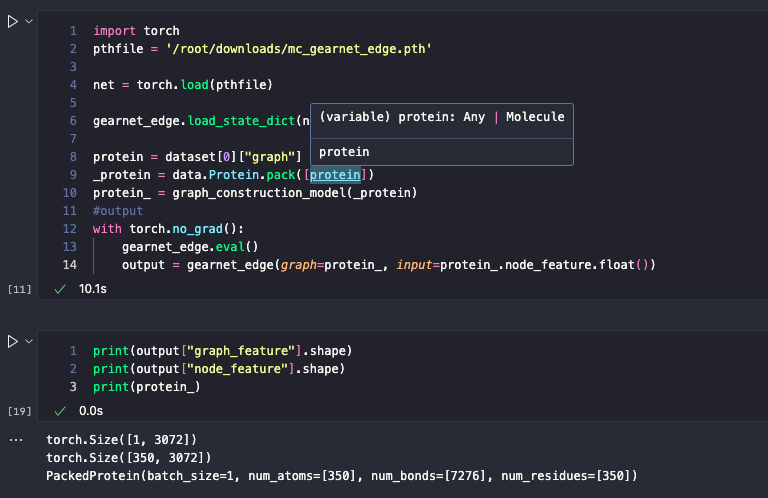 1 import torch
2 pthfile = '/root/downloads/mc_gearnet_edge.pth'
3
4 net = torch.load(pthfile)
5
6 gearnet_edge.load_state_dict(n
(variable) protein: Any | Molecule
protein
7
8 protein = dataset[0]["graph"]
9 _protein = data.Protein.pack([protein])
10 protein_ = graph_construction_model(_protein)
11 #output
12 with torch.no_grad():
13 gearnet_edge.eval()
14 output = gearnet_edge(graph=protein_, input=protein_.node_feature.float())
[11] ✓ 10.1s
1 print(output["graph_feature"].shape)
2 print(output["node_feature"].shape)
3 print(protein_)
[19] ✓ 0.0s
... torch.Size([1, 3072])
torch.Size([350, 3072])
PackedProtein(batch_size=1, num_atoms=[350], num_bonds=[7276], num_residues=[350])